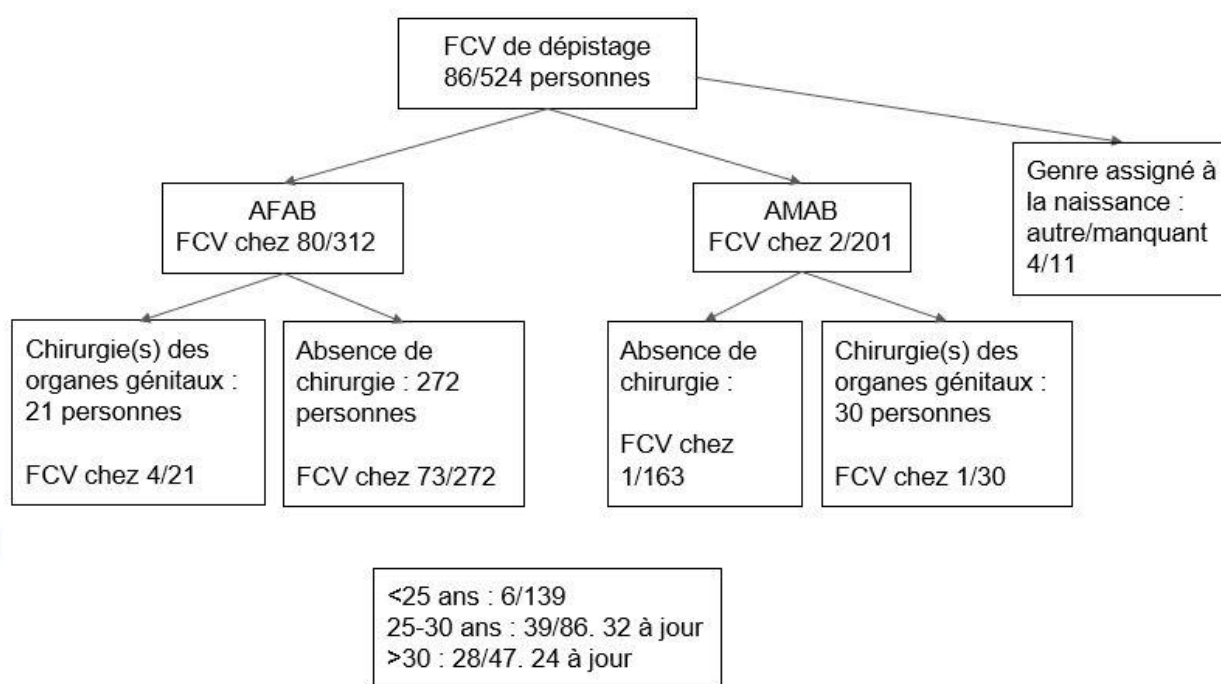 FCV de dépistage
86/524 personnes
Genre assigné à
la naissance :
autre/manquant
4/11
AFAB
FCV chez 80/312
AMAB
FCV chez 2/201
Chirurgie(s) des
organes génitaux :
21 personnes
FCV chez 4/21
Absence de
chirurgie : 272
personnes
FCV chez 73/272
Absence de
chirurgie :
FCV chez
1/163
Chirurgie(s) des
organes génitaux :
30 personnes
FCV chez 1/30
<25 ans : 6/139
25-30 ans : 39/86. 32 à jour
>30 : 28/47. 24 à jour